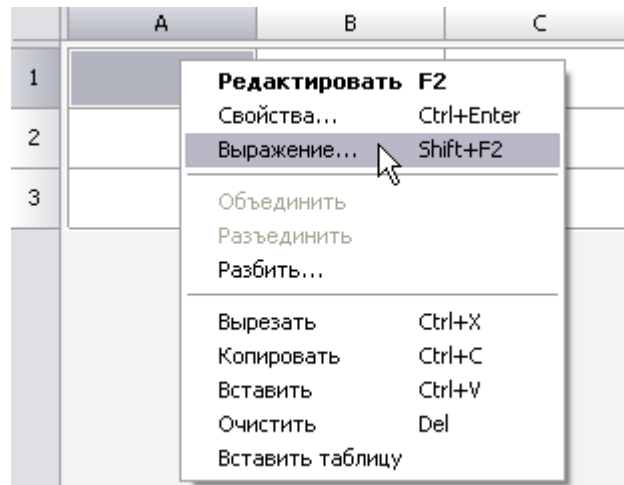 A B C
1
Редактировать F2
Свойства... Ctrl+Enter
2
Выражение... Shift+F2
3
Объединить
Разъединить
Разбить...
Вырезать Ctrl+X
Копировать Ctrl+C
Вставить Ctrl+V
Очистить Del
Вставить таблицу